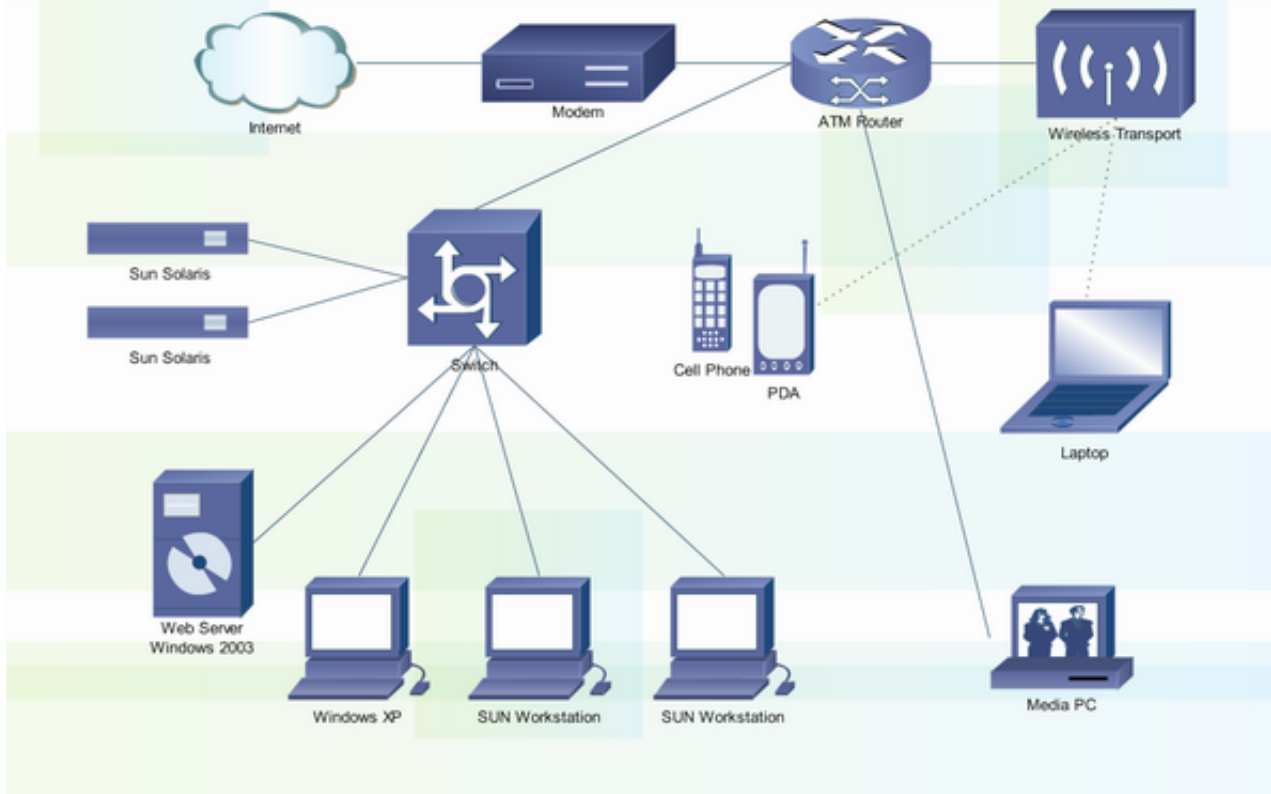 Internet
Modem
ATM Router
Wireless Transport
Sun Solaris
Sun Solaris
Switch
Cell Phone
PDA
Laptop
Web Server
Windows 2003
Windows XP
SUN Workstation
SUN Workstation
Media PC